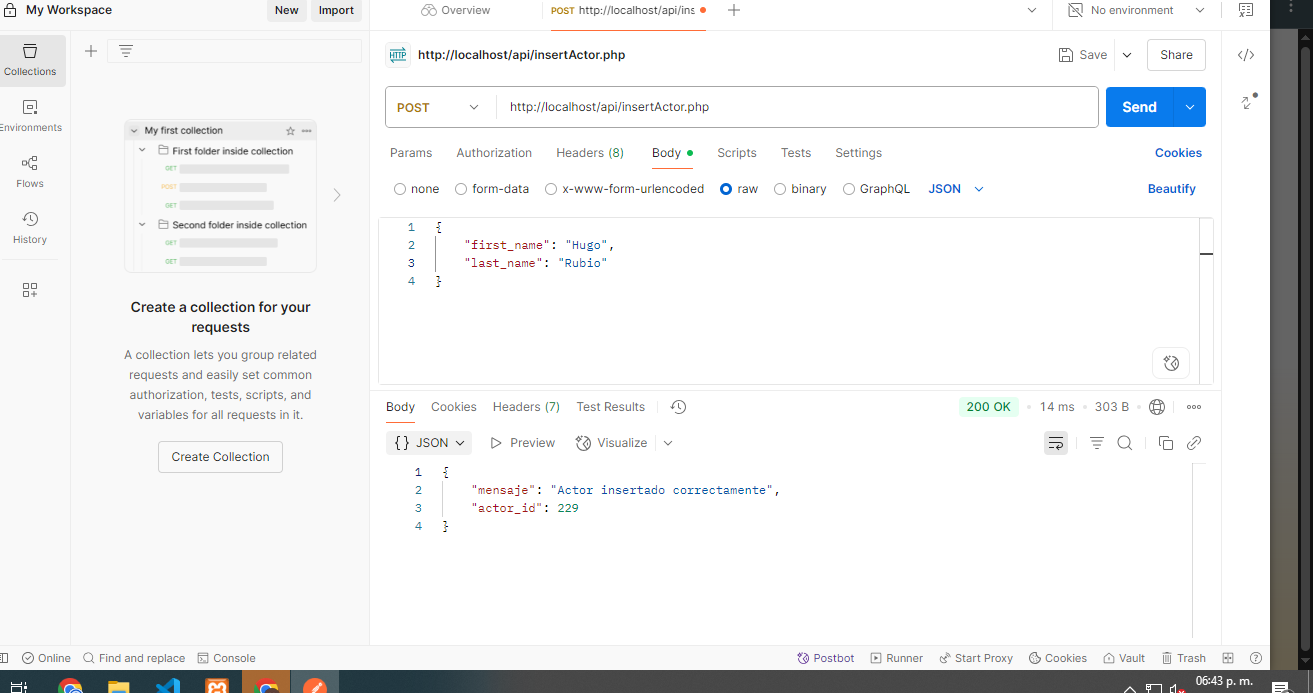 My Workspace
New
Import
Overview
POST http://localhost/api/ins
No environment
Collections
Environments
Flows
History
My first collection
First folder inside collection
GET
POST
GET
Second folder inside collection
GET
GET
Create a collection for your
requests
A collection lets you group related
requests and easily set common
authorization, tests, scripts, and
variables for all requests in it.
Create Collection
HTTP
http://localhost/api/insertActor.php
Save
Share
POST
http://localhost/api/insertActor.php
Send
Params
Authorization
Headers (8)
Body
Scripts
Tests
Settings
Cookies
none
form-data
x-www-form-urlencoded
raw
binary
GraphQL
JSON
Beautify
1 {
2 "first_name": "Hugo",
3 "last_name": "Rubio"
4 }
Body
Cookies
Headers (7)
Test Results
200 OK
14 ms
303 B
{} JSON
Preview
Visualize
1 {
2 "mensaje": "Actor insertado correctamente",
3 "actor_id": 229
4 }
Online
Find and replace
Console
Postbot
Runner
Start Proxy
Cookies
Vault
Trash
06:43 p. m.